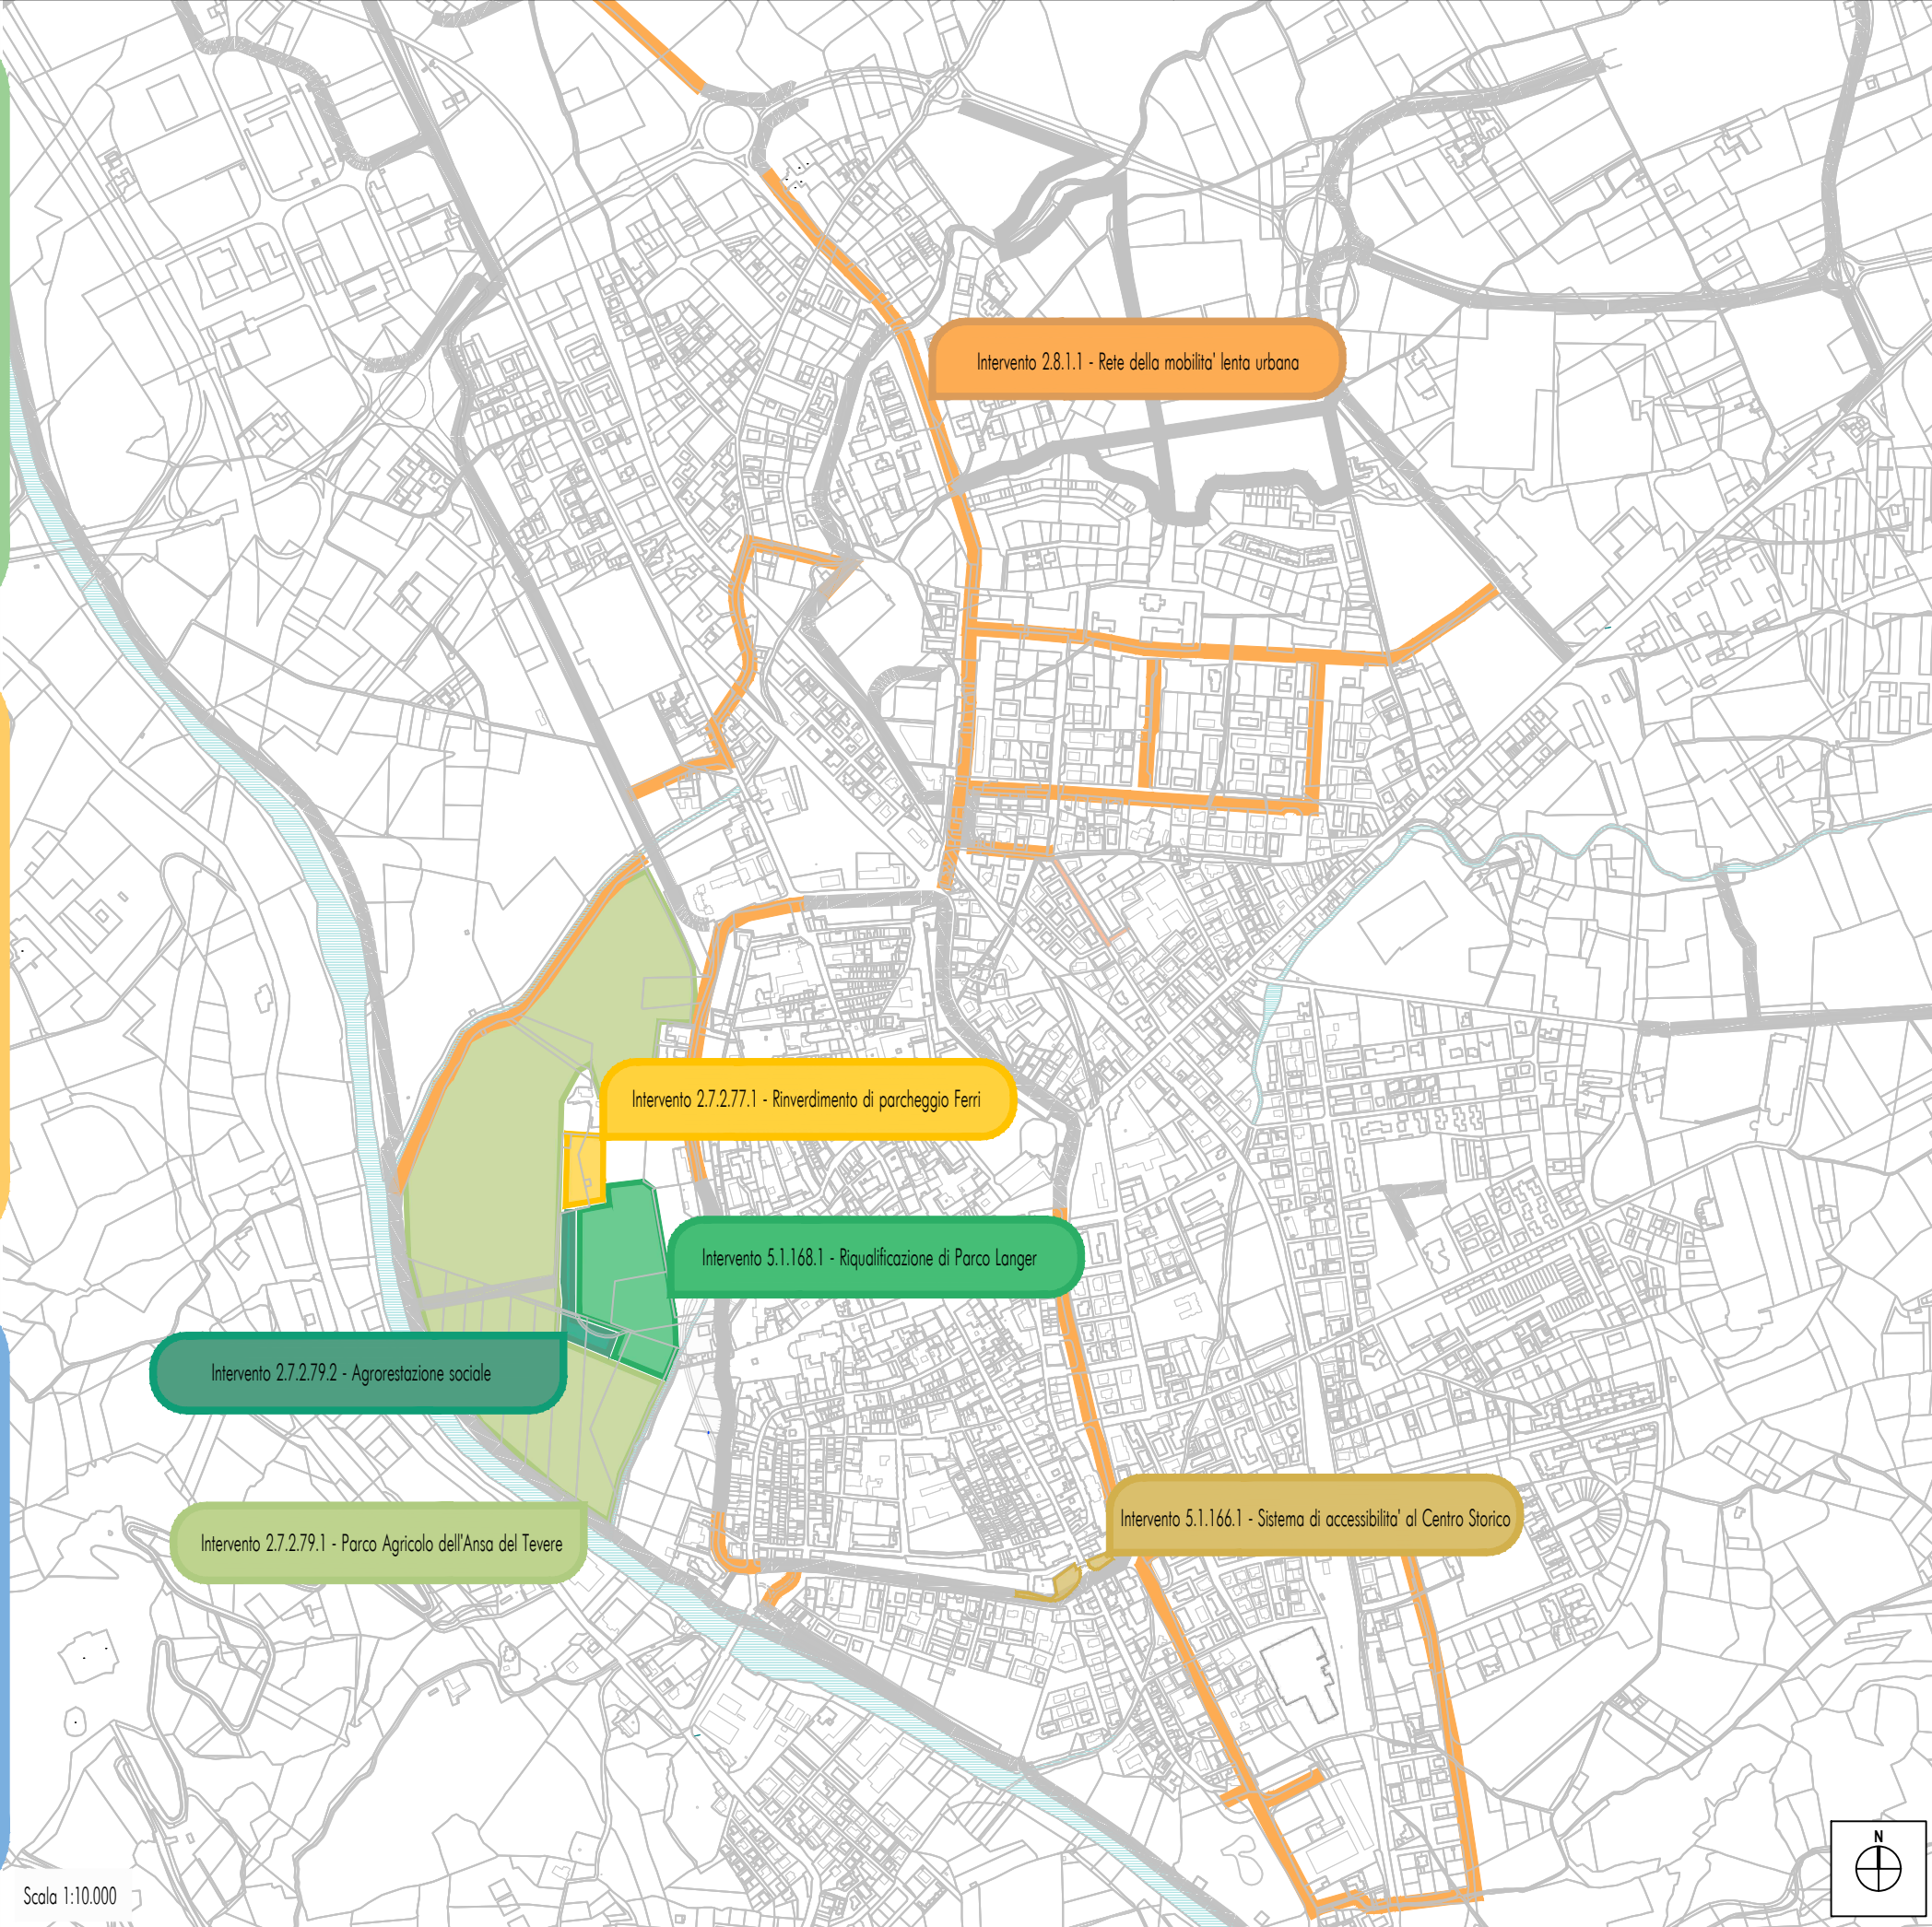 Intervento 2.8.1.1 - Rete della mobilita' lenta urbana
Intervento 2.7.2.77.1 - Rinverdimento di parcheggio Ferri
Intervento 5.1.168.1 - Riqualificazione di Parco Langer
Intervento 2.7.2.79.2 - Agrorestazione sociale
Intervento 5.1.166.1 - Sistema di accessibilita' al Centro Storico
Intervento 2.7.2.79.1 - Parco Agricolo dell'Ansa del Tevere
N
Scala 1:10.000